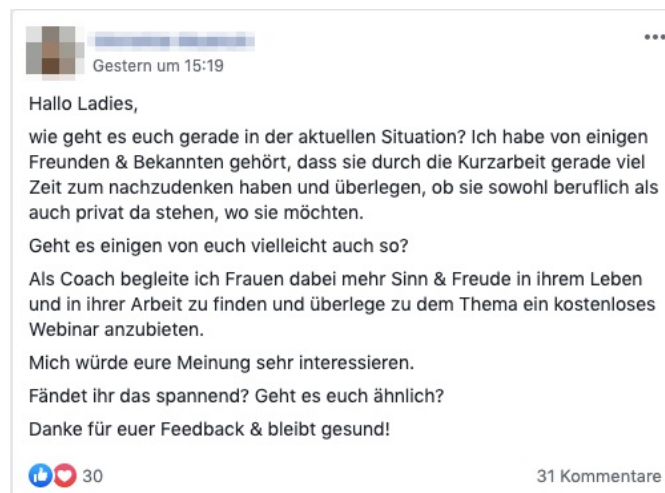 Gestern um 15:19
Hallo Ladies,
wie geht es euch gerade in der aktuellen Situation? Ich habe von einigen
Freunden & Bekannten gehört, dass sie durch die Kurzarbeit gerade viel
Zeit zum nachzudenken haben und überlegen, ob sie sowohl beruflich als
auch privat da stehen, wo sie möchten.
Geht es einigen von euch vielleicht auch so?
Als Coach begleite ich Frauen dabei mehr Sinn & Freude in ihrem Leben
und in ihrer Arbeit zu finden und überlege zu dem Thema ein kostenloses
Webinar anzubieten.
Mich würde eure Meinung sehr interessieren.
Fändet ihr das spannend? Geht es euch ähnlich?
Danke für euer Feedback & bleibt gesund!
30
31 Kommentare